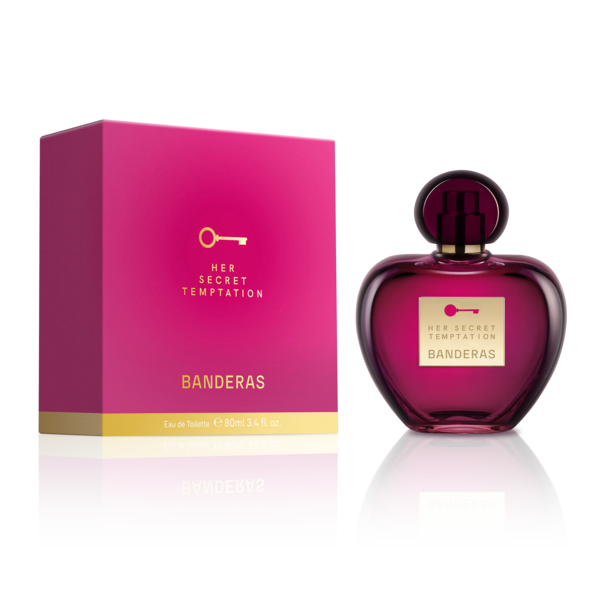 HER
SECRET
TEMPTATION
BANDERAS
Eau de Toilette ℮ 80ml 3.4 fl. oz.
HER SECRET
TEMPTATION
BANDERAS